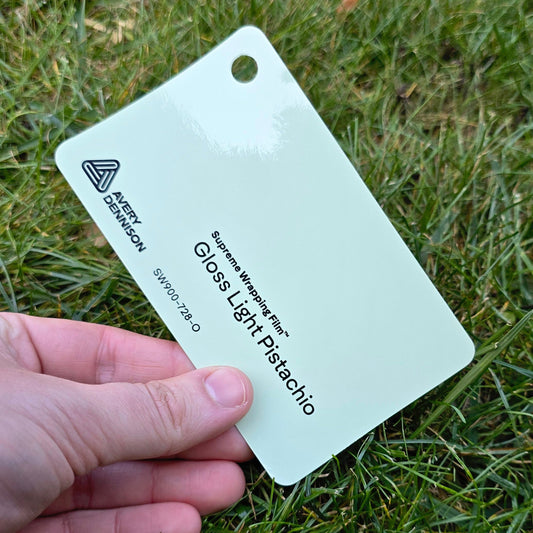 AVERY
DENNISON
SW900-728-O
Supreme Wrapping Film™
Gloss Light Pistachio